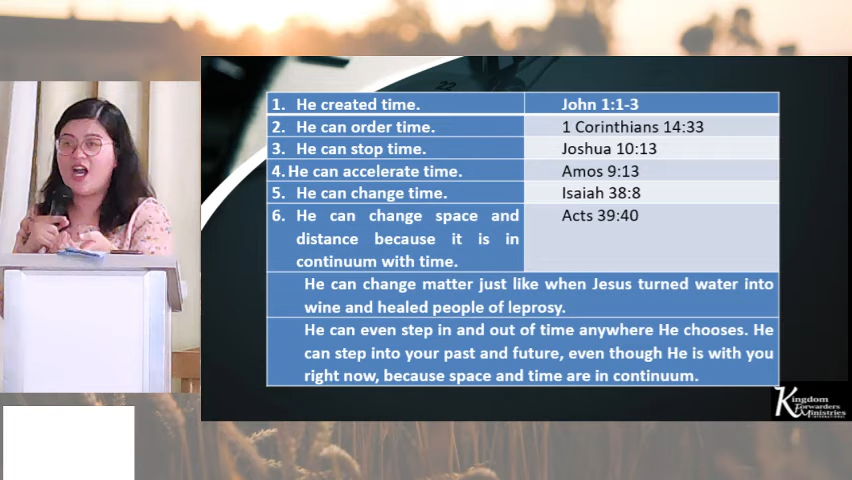 22
1. He created time. John 1:1-3
2. He can order time. 1 Corinthians 14:33
3. He can stop time. Joshua 10:13
4. He can accelerate time. Amos 9:13
5. He can change time. Isaiah 38:8
6. He can change space and Acts 39:40
distance because it is in
continuum with time.
He can change matter just like when Jesus turned water into
wine and healed people of leprosy.
He can even step in and out of time anywhere He chooses. He
can step into your past and future, even though He is with you
right now, because space and time are in continuum.
Kingdom
Forwarders
Ministries
INTERNATIONAL